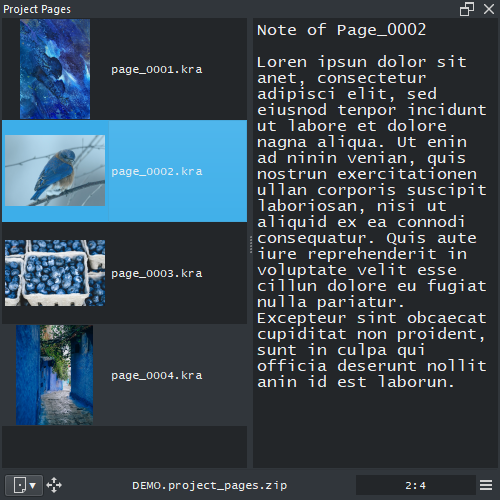 Project Pages
page_0001.kra
page_0002.kra
page_0003.kra
page_0004.kra
Note of Page_0002
Loren ipsun dolor sit
anet, consectetur
adipisci elit, sed
eiusnod tenpor incidunt
ut labore et dolore
nagna aliqua. Ut enin
ad ninin venian, quis
nostrun exercitationen
ullan corporis suscipit
laboriosan, nisi ut
aliquid ex ea connodi
consequatur. Quis aute
iure reprehenderit in
voluptate velit esse
cillun dolore eu fugiat
nulla pariatur.
Excepteur sint obcaecat
cupiditat non proident,
sunt in culpa qui
officia deserunt nollit
anin id est laborun.
DEMO.project_pages.zip
2:4